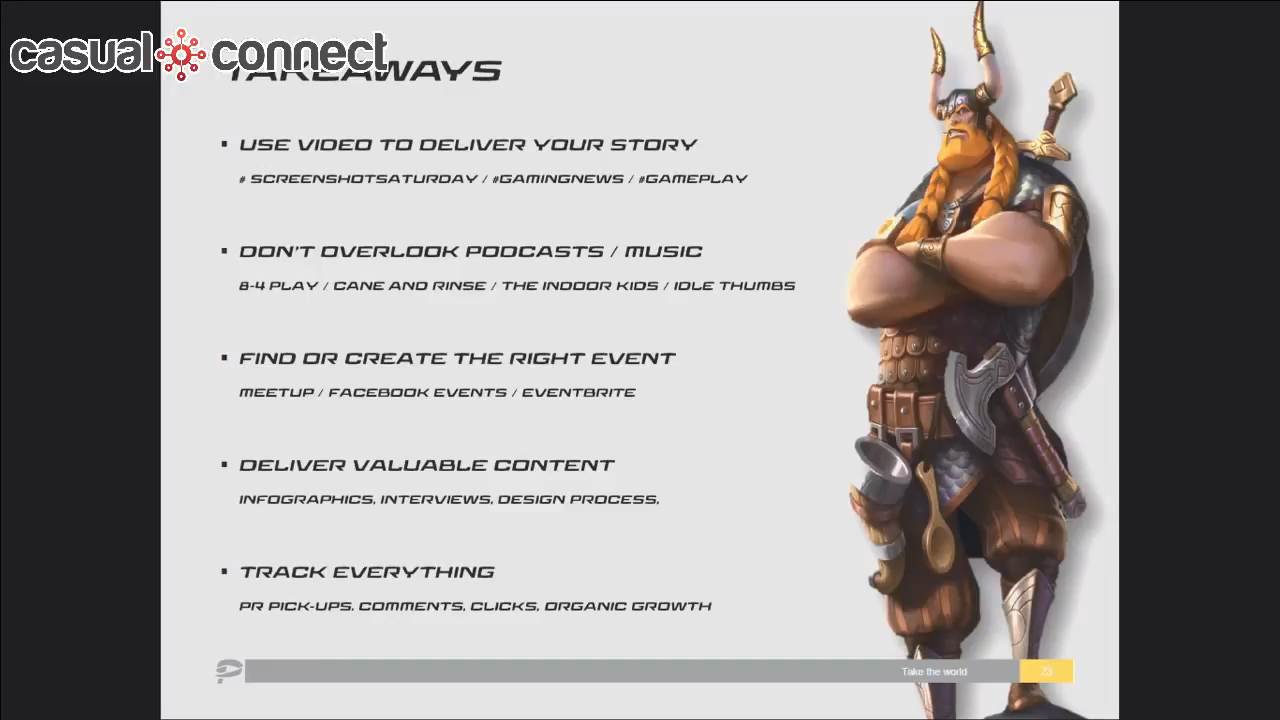 casual connect
TAKEAWAYS
▪ USE VIDEO TO DELIVER YOUR STORY
# SCREENSHOTSATURDAY / #GAMINGNEWS / #GAMEPLAY
▪ DON'T OVERLOOK PODCASTS / MUSIC
8-4 PLAY / CANE AND RINSE / THE INDOOR KIDS / IDLE THUMBS
▪ FIND OR CREATE THE RIGHT EVENT
MEETUP / FACEBOOK EVENTS / EVENTBRITE
▪ DELIVER VALUABLE CONTENT
INFOGRAPHICS, INTERVIEWS, DESIGN PROCESS,
▪ TRACK EVERYTHING
PR PICK-UPS. COMMENTS, CLICKS, ORGANIC GROWTH
Take the world 23